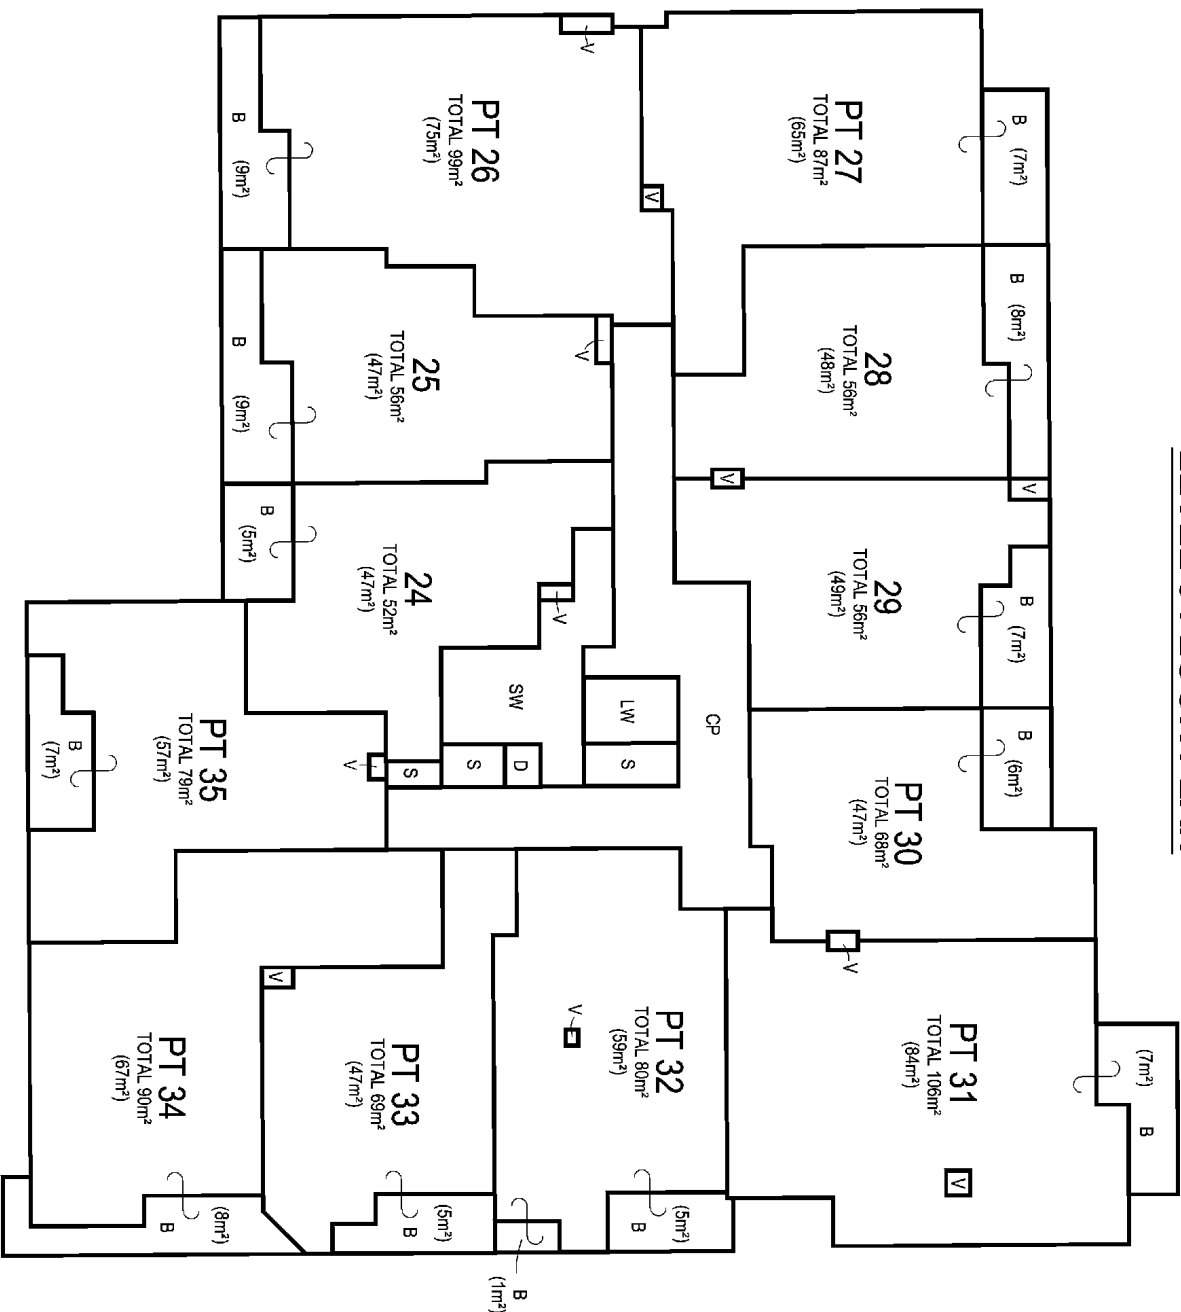 PT 31
TOTAL 106m²
(84m²)
(7m²)
B
V
V
PT 30
TOTAL 68m²
(47m²)
B
(6m²)
29
TOTAL 56m²
(49m²)
B
(7m²)
V
V
28
TOTAL 56m²
(48m²)
B
(8m²)
PT 27
TOTAL 87m²
(65m²)
B
(7m²)
V
V
PT 26
TOTAL 99m²
(75m²)
B
(9m²)
25
TOTAL 56m²
(47m²)
B
(9m²)
V
24
TOTAL 52m²
(47m²)
B
(5m²)
V
CP
LW
S
SW
S
D
S
V
PT 35
TOTAL 79m²
(57m²)
B
(7m²)
PT 34
TOTAL 90m²
(67m²)
B
(8m²)
V
PT 33
TOTAL 69m²
(47m²)
B
(5m²)
PT 32
TOTAL 80m²
(59m²)
V
B
(5m²)
B
(1m²)